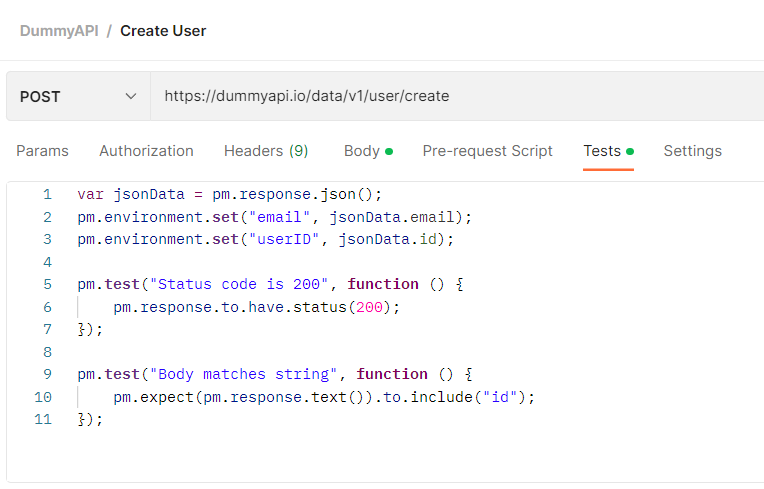 DummyAPI / Create User
POST https://dummyapi.io/data/v1/user/create
Params Authorization Headers (9) Body Pre-request Script Tests Settings
1 var jsonData = pm.response.json();
2 pm.environment.set("email", jsonData.email);
3 pm.environment.set("userID", jsonData.id);
4
5 pm.test("Status code is 200", function () {
6 pm.response.to.have.status(200);
7 });
8
9 pm.test("Body matches string", function () {
10 pm.expect(pm.response.text()).to.include("id");
11 });